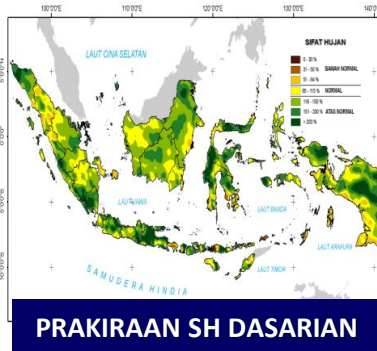 100°0'0"E 110°0'0"E 120°0'0"E 130°0'0"E 140°
LAUT CINA SELATAN
SIFAT HUJAN
0 - 30 %
31 - 50 % BAWAH NORMAL
51 - 84 %
85 - 115 % NORMAL
116 - 150 %
151 - 200 % ATAS NORMAL
> 200 %
LAUT JAWA
LAUT BANDA
LAUT ARAFURA
LAUT TIMOR
SAMUDERA HINDIA
PRAKIRAAN SH DASARIAN